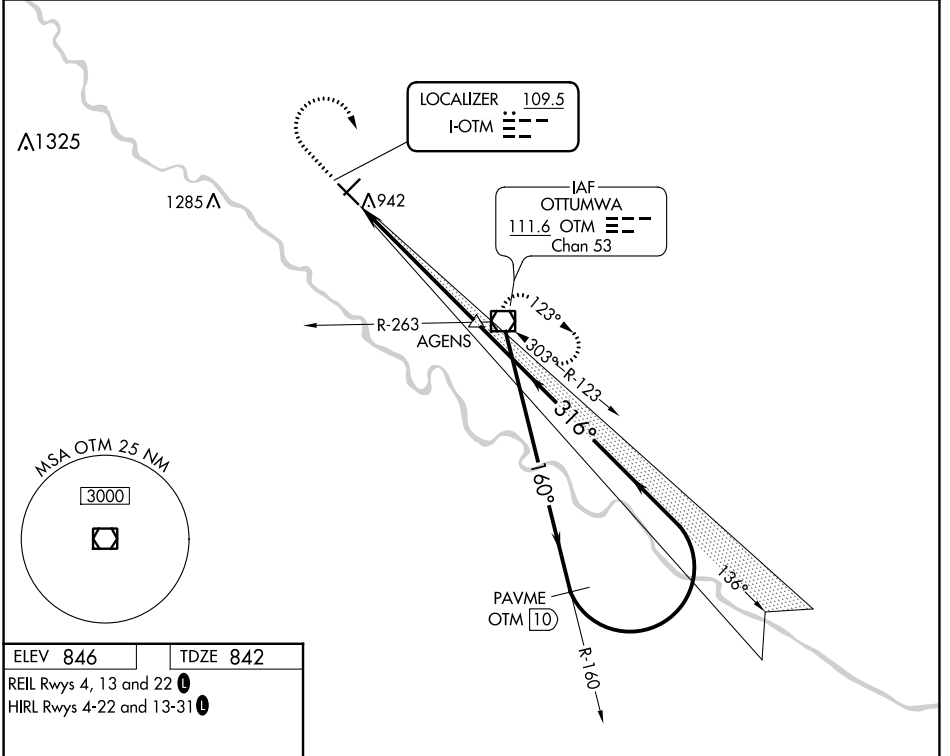 LOCALIZER 109.5
I-OTM
1325
1285
942
IAF
OTTUMWA
111.6 OTM
Chan 53
123°
R-263
AGENS
303°
R-123
316°
160°
MSA OTM 25 NM
3000
136°
PAVME
OTM 10
R-160
ELEV 846
TDZE 842
REIL Rwys 4, 13 and 22 L
HIRL Rwys 4-22 and 13-31 L